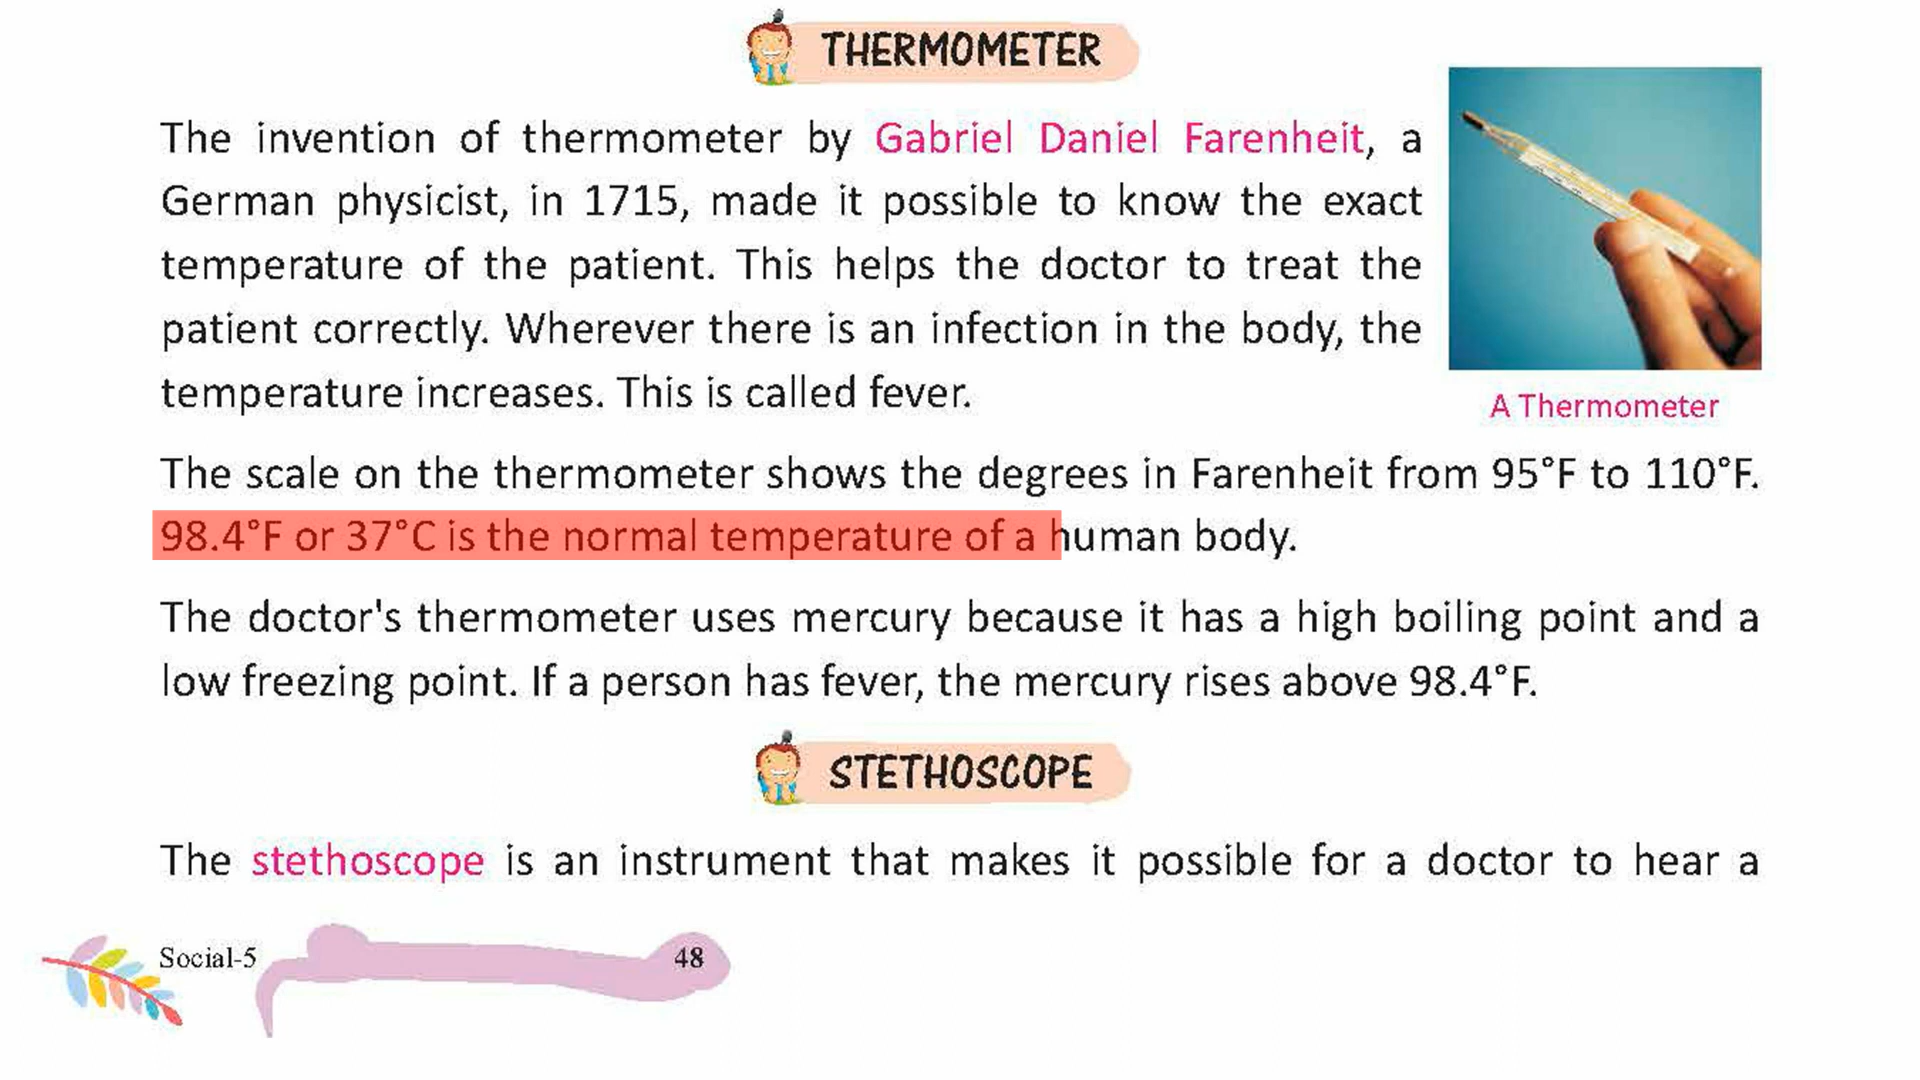 THERMOMETER
The invention of thermometer by Gabriel Daniel Farenheit, a
German physicist, in 1715, made it possible to know the exact
temperature of the patient. This helps the doctor to treat the
patient correctly. Wherever there is an infection in the body, the
temperature increases. This is called fever.
A Thermometer
The scale on the thermometer shows the degrees in Farenheit from 95°F to 110°F.
98.4°F or 37°C is the normal temperature of a human body.
The doctor's thermometer uses mercury because it has a high boiling point and a
low freezing point. If a person has fever, the mercury rises above 98.4°F.
STETHOSCOPE
The stethoscope is an instrument that makes it possible for a doctor to hear a
Social-5
48